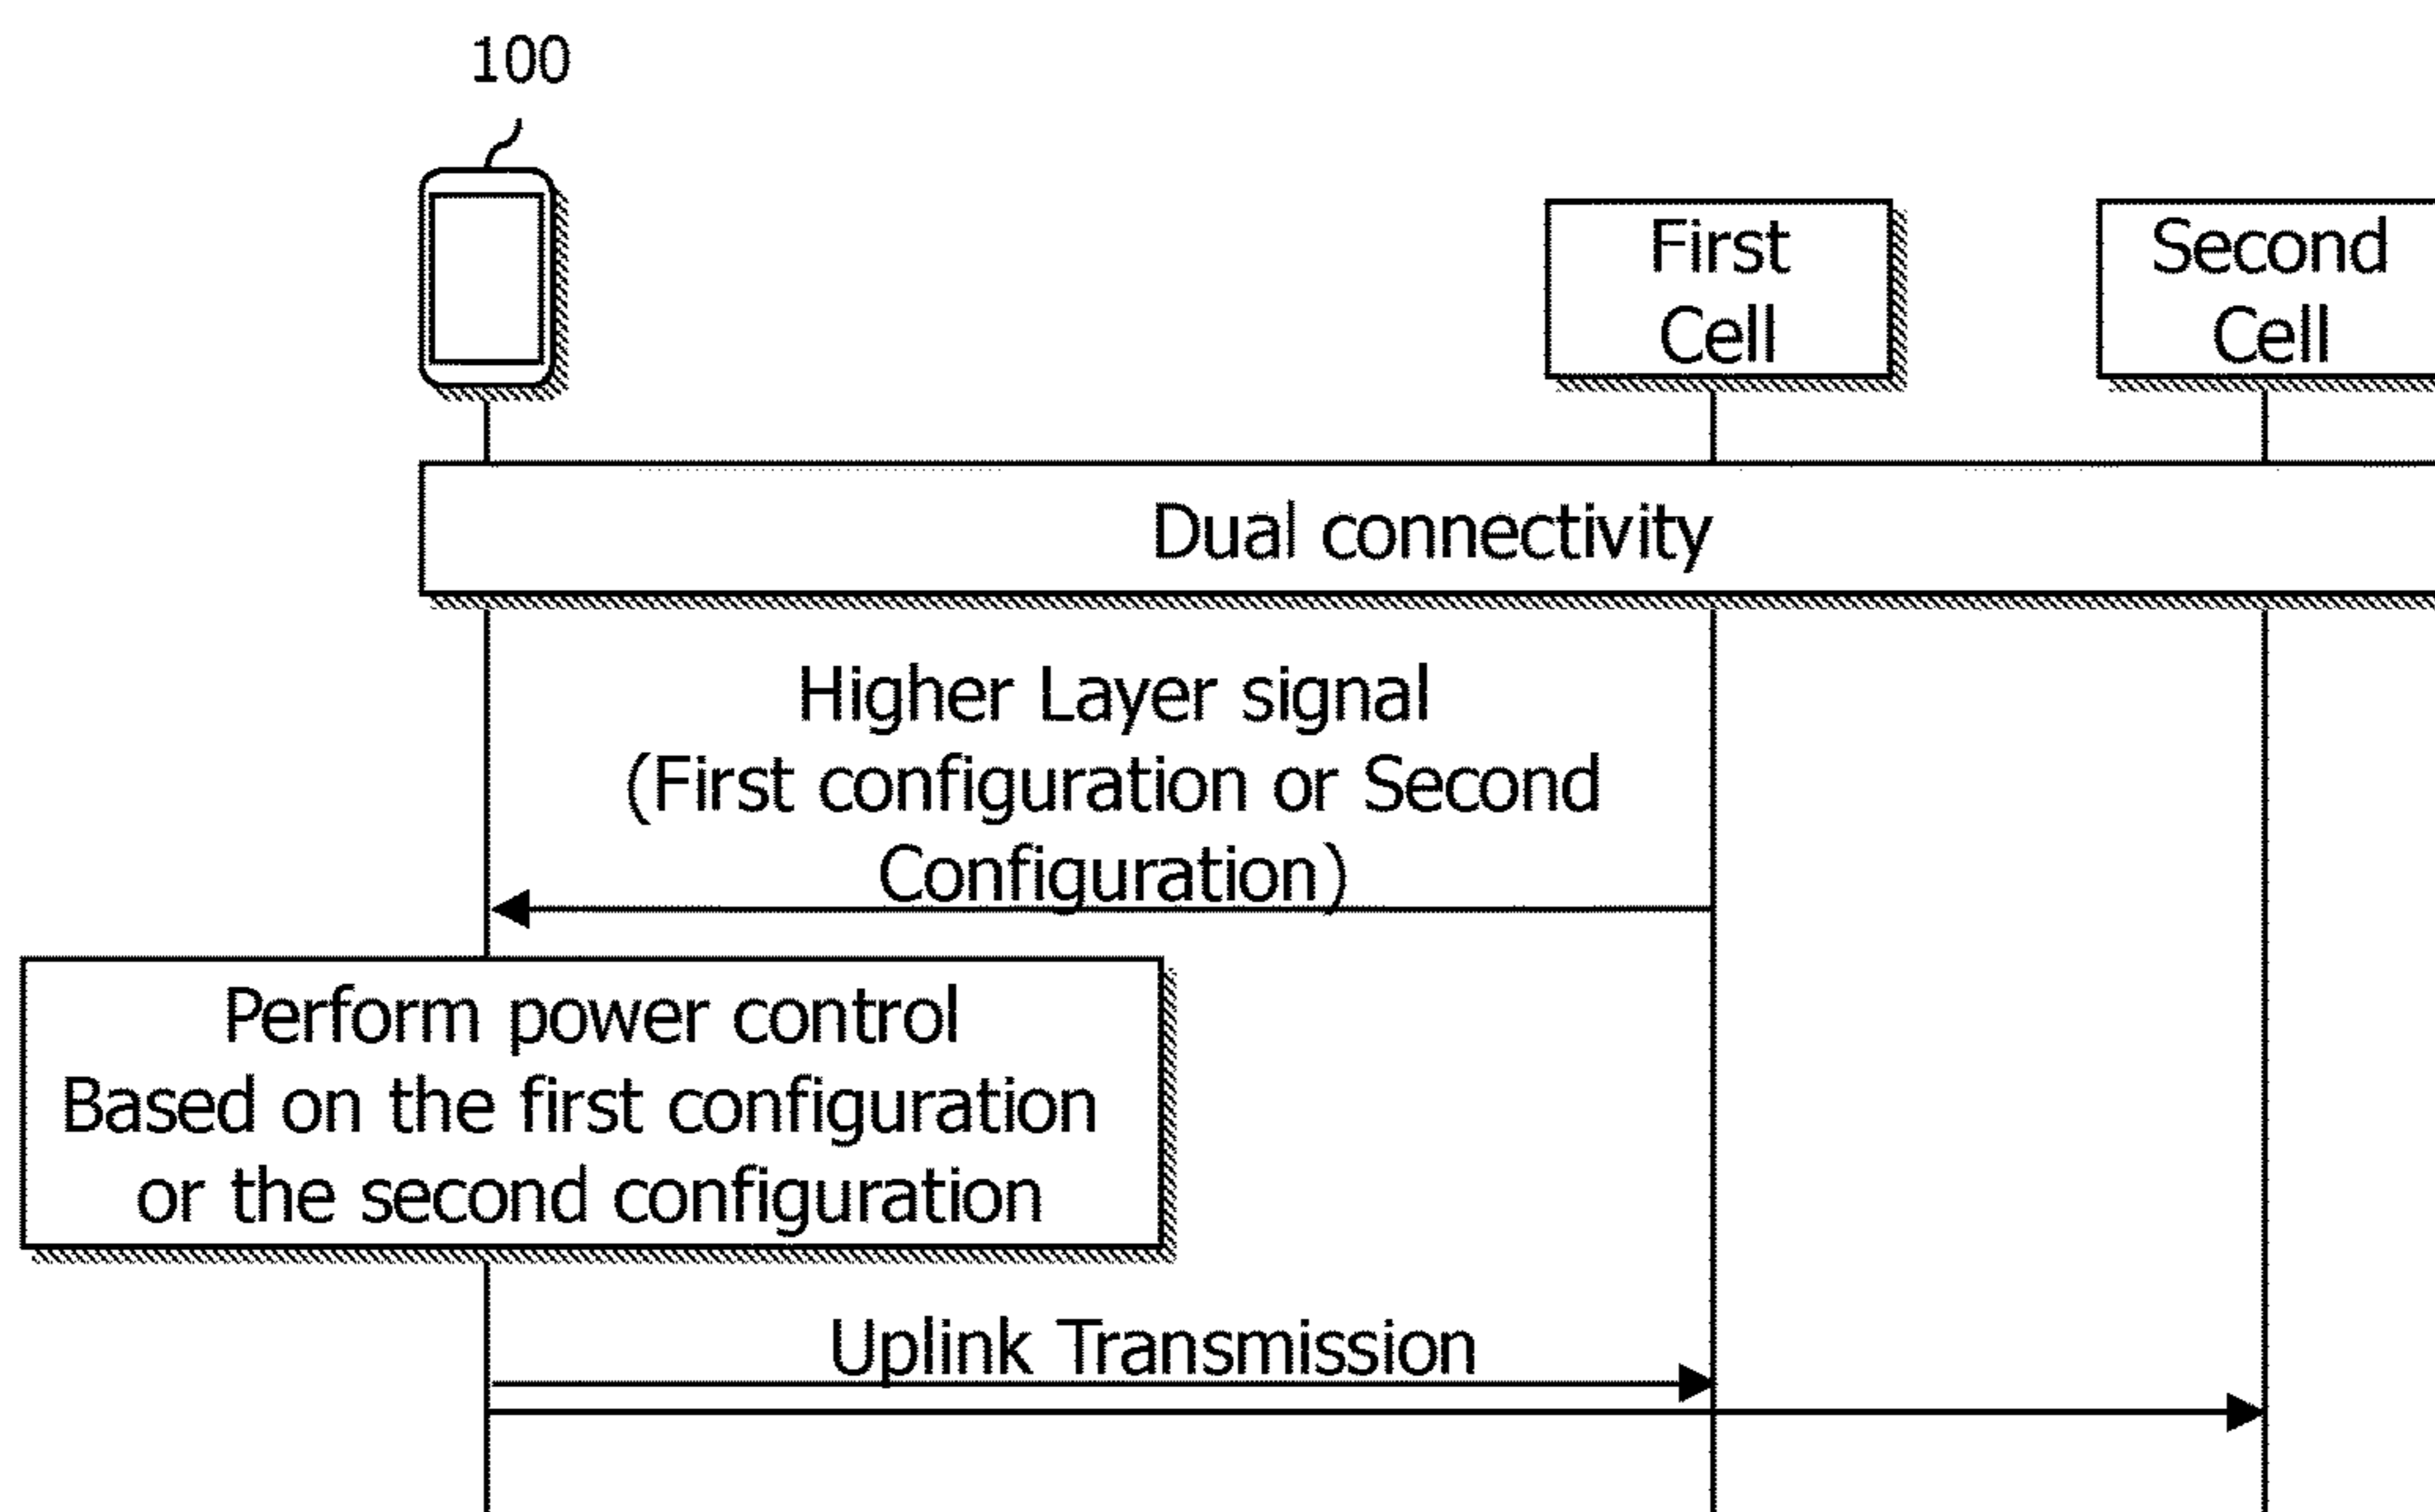 100
First
Cell
Second
Cell
Dual connectivity
Higher Layer signal
(First configuration or Second
Configuration)
Perform power control
Based on the first configuration
or the second configuration
Uplink Transmission